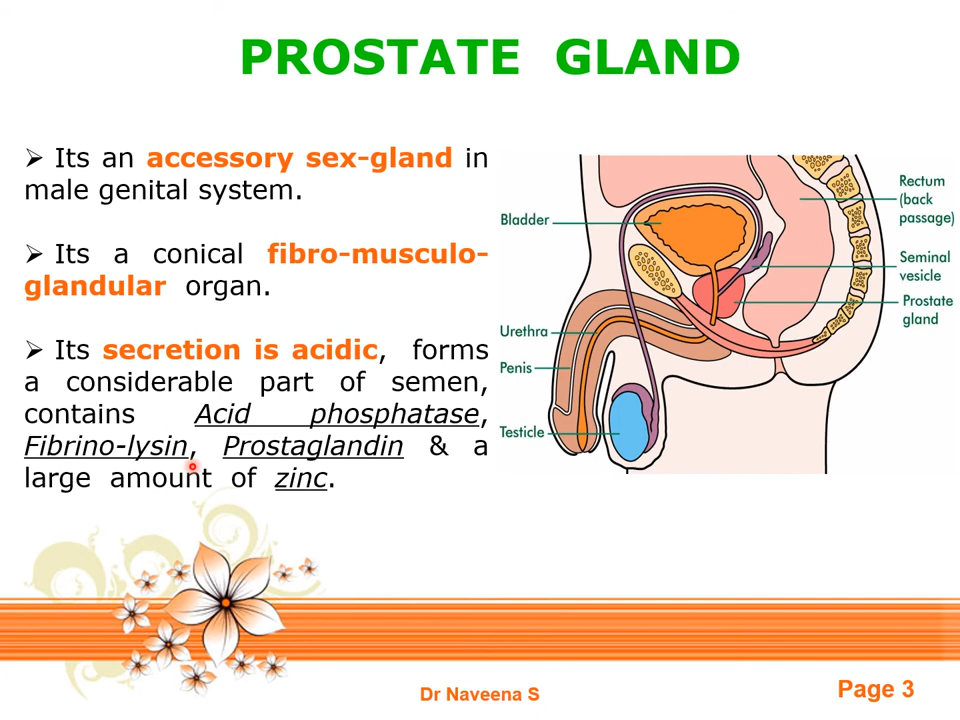 PROSTATE GLAND
➢ Its an accessory sex-gland in
male genital system.
➢ Its a conical fibro-musculo-
glandular organ.
➢ Its secretion is acidic, forms
a considerable part of semen,
contains Acid phosphatase,
Fibrino-lysin, Prostaglandin & a
large amount of zinc.
Bladder
Urethra
Penis
Testicle
Rectum
(back
passage)
Seminal
vesicle
Prostate
gland
Dr Naveena S
Page 3